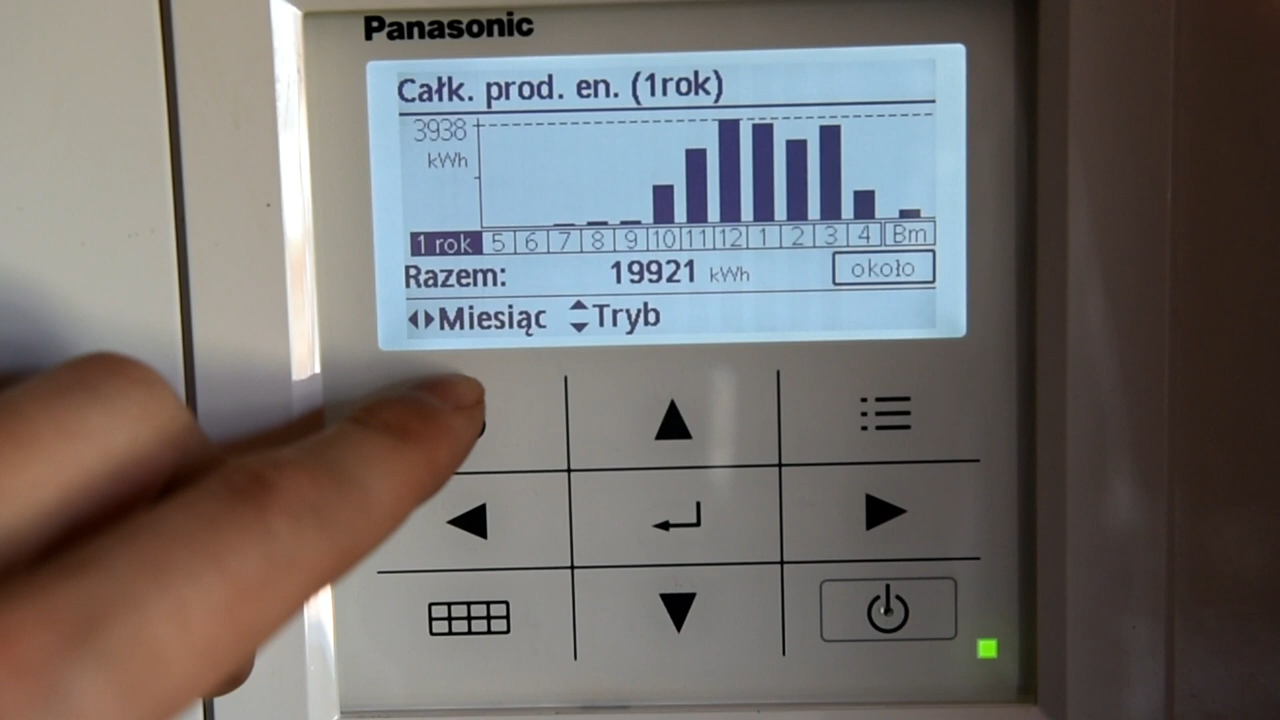 Panasonic
Całk. prod. en. (1rok)
3938
kWh
1 rok 5 6 7 8 9 10 11 12 1 2 3 4 Bm
Razem: 19921 kWh około
Miesiąc Tryb